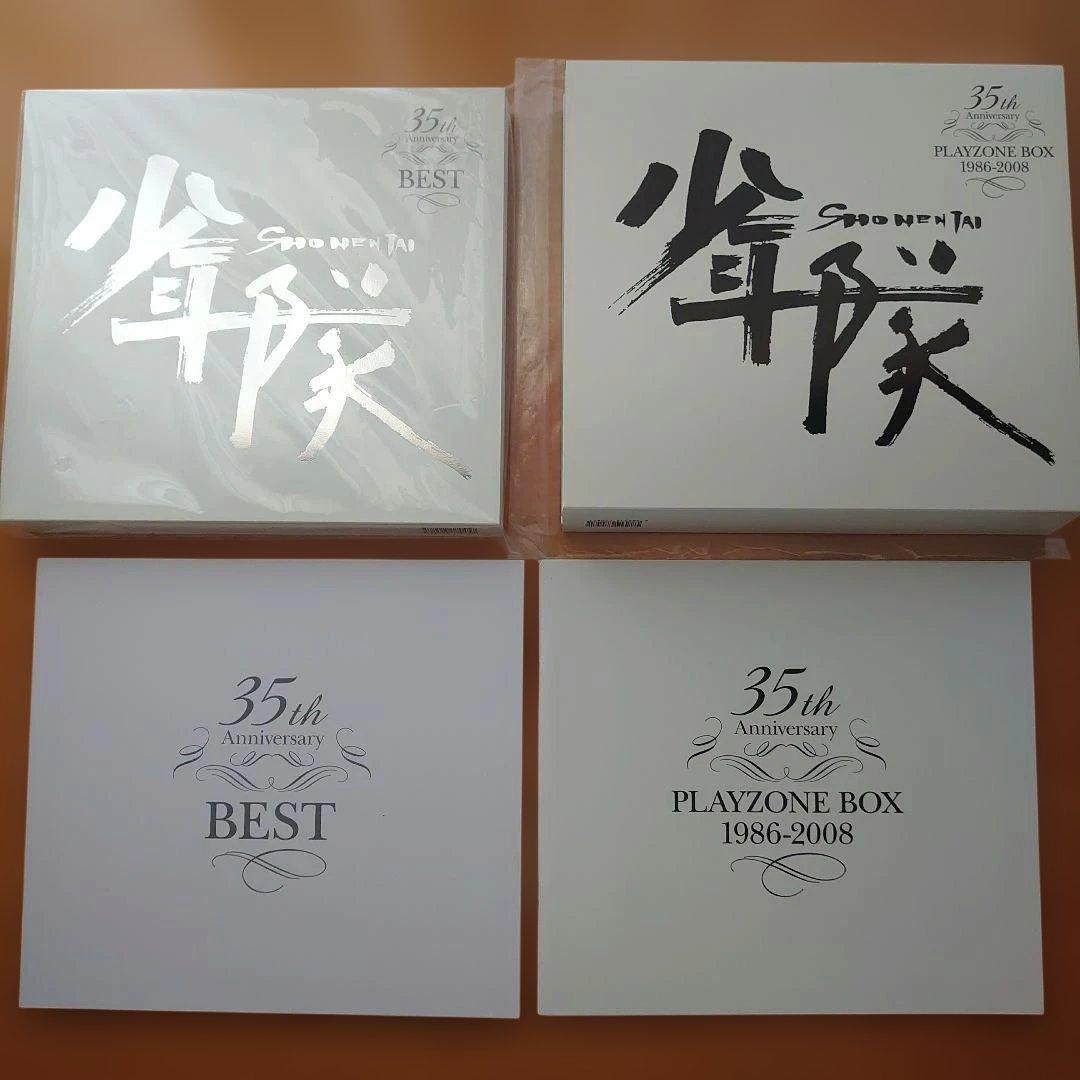 35th
Anniversary
BEST
少年隊
SHONENTAI
35th
Anniversary
PLAYZONE BOX
1986-2008
少年隊
SHONENTAI
35th
Anniversary
BEST
35th
Anniversary
PLAYZONE BOX
1986-2008